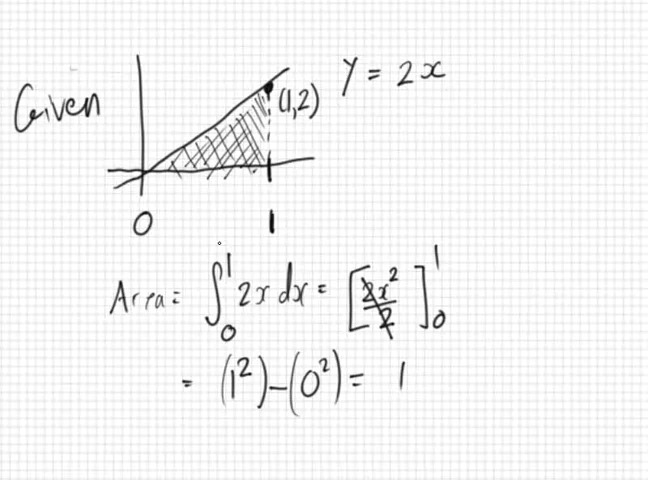 Given
y = 2x
(1,2)
0 1
Area = ∫₀¹ 2x dx = [2x²/2]₀¹
= (1²)-(0²) = 1